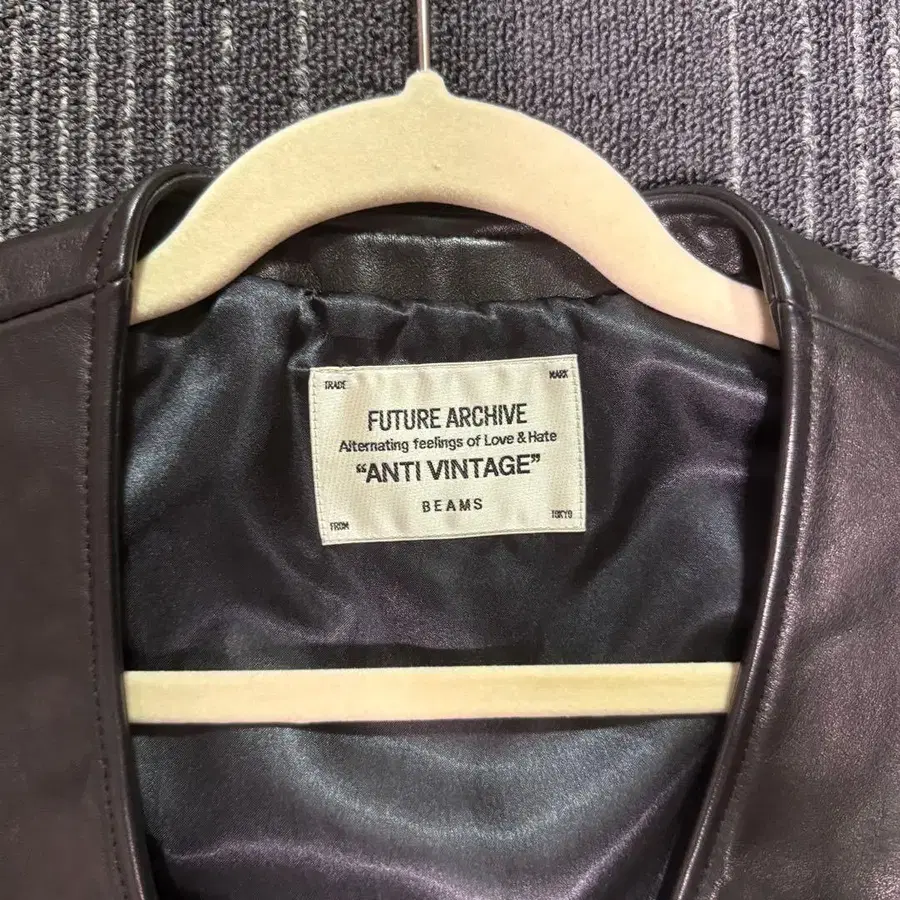 TRADE MARK
FUTURE ARCHIVE
Alternating feelings of Love & Hate
“ANTI VINTAGE”
BEAMS
FROM TOKYO